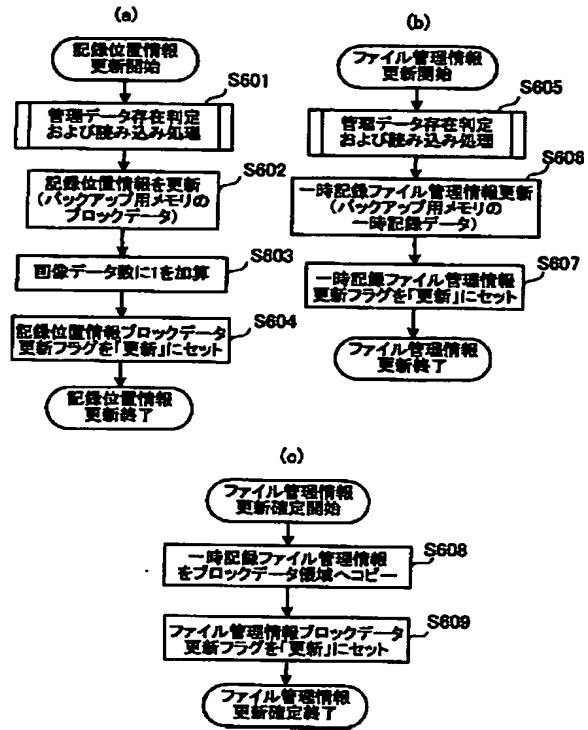 (a)
記録位置情報
更新開始
S601
管理データ存在判定
および読み込み処理
S602
記録位置情報を更新
(バックアップ用メモリの
ブロックデータ)
S603
画像データ数に1を加算
S604
記録位置情報ブロックデータ
更新フラグを「更新」にセット
記録位置情報
更新終了
(b)
ファイル管理情報
更新開始
S605
管理データ存在判定
および読み込み処理
S606
一時記録ファイル管理情報更新
(バックアップ用メモリの
一時記録データ)
S607
一時記録ファイル管理情報
更新フラグを「更新」にセット
ファイル管理情報
更新終了
(c)
ファイル管理情報
更新確定開始
S608
一時記録ファイル管理情報
をブロックデータ領域へコピー
S609
ファイル管理情報ブロックデータ
更新フラグを「更新」にセット
ファイル管理情報
更新確定終了